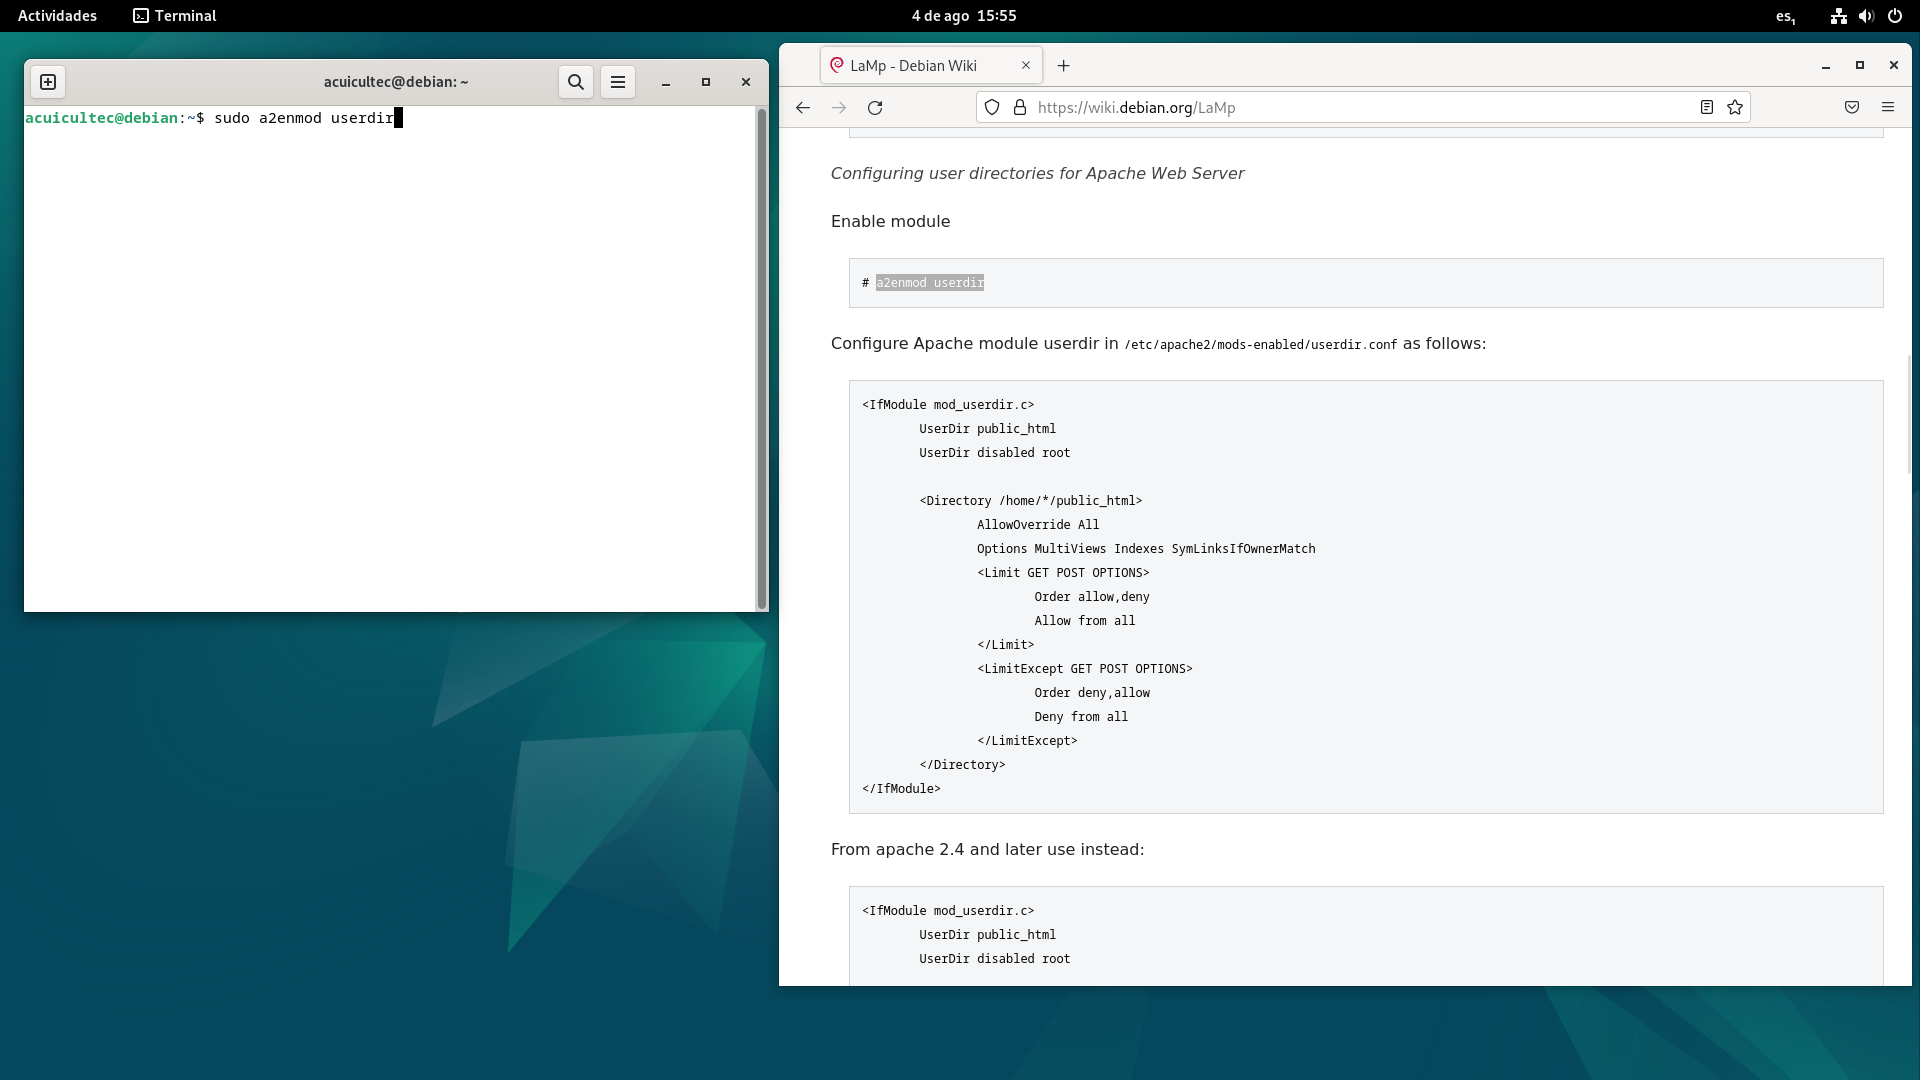 Actividades
Terminal
4 de ago 15:55
es1
acuicultec@debian: ~
acuicultec@debian:~$ sudo a2enmod userdir
LaMp - Debian Wiki
https://wiki.debian.org/LaMp
Configuring user directories for Apache Web Server
Enable module
# a2enmod userdir
Configure Apache module userdir in /etc/apache2/mods-enabled/userdir.conf as follows:
<IfModule mod_userdir.c>
        UserDir public_html
        UserDir disabled root
        <Directory /home/*/public_html>
                AllowOverride All
                Options MultiViews Indexes SymLinksIfOwnerMatch
                <Limit GET POST OPTIONS>
                        Order allow,deny
                        Allow from all
                </Limit>
                <LimitExcept GET POST OPTIONS>
                        Order deny,allow
                        Deny from all
                </LimitExcept>
        </Directory>
</IfModule>
From apache 2.4 and later use instead:
<IfModule mod_userdir.c>
        UserDir public_html
        UserDir disabled root